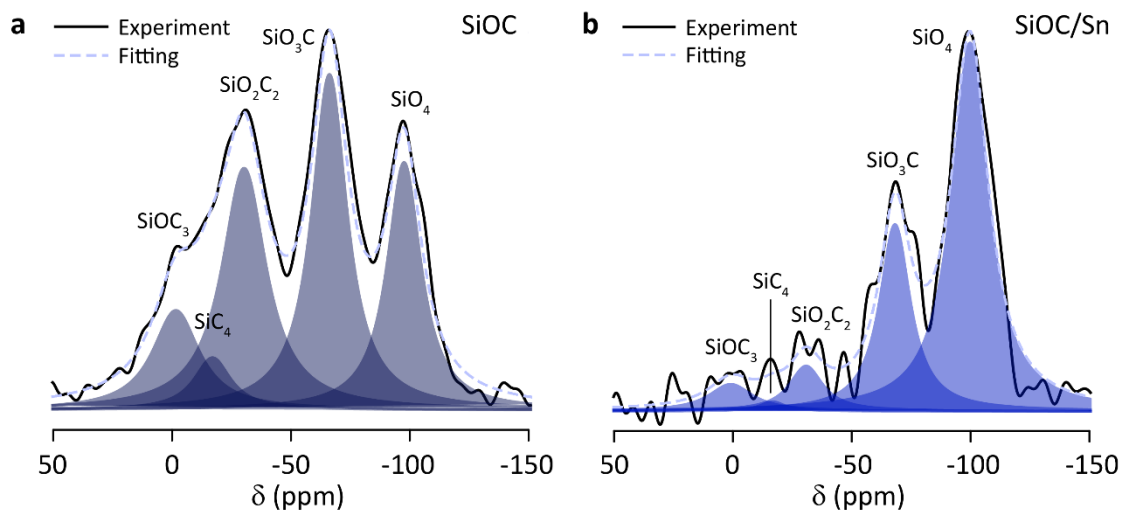 a
Experiment
Fitting
SiOC
SiO₃C
SiO₂C₂
SiO₄
SiOC₃
SiC₄
50 0 -50 -100 -150
δ (ppm)
b
Experiment
Fitting
SiOC/Sn
SiO₄
SiO₃C
SiC₄
SiO₂C₂
SiOC₃
50 0 -50 -100 -150
δ (ppm)